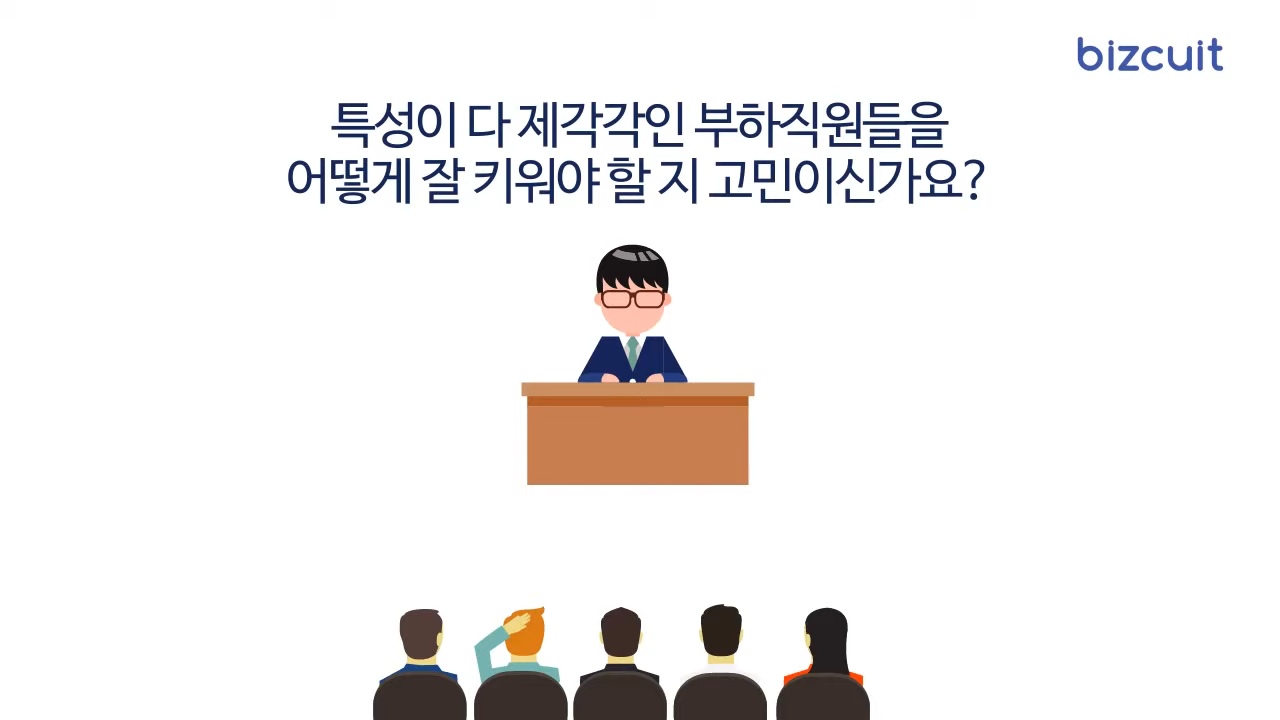 bizcuit
특성이 다 제각각인 부하직원들을
어떻게 잘 키워야 할 지 고민이신가요?